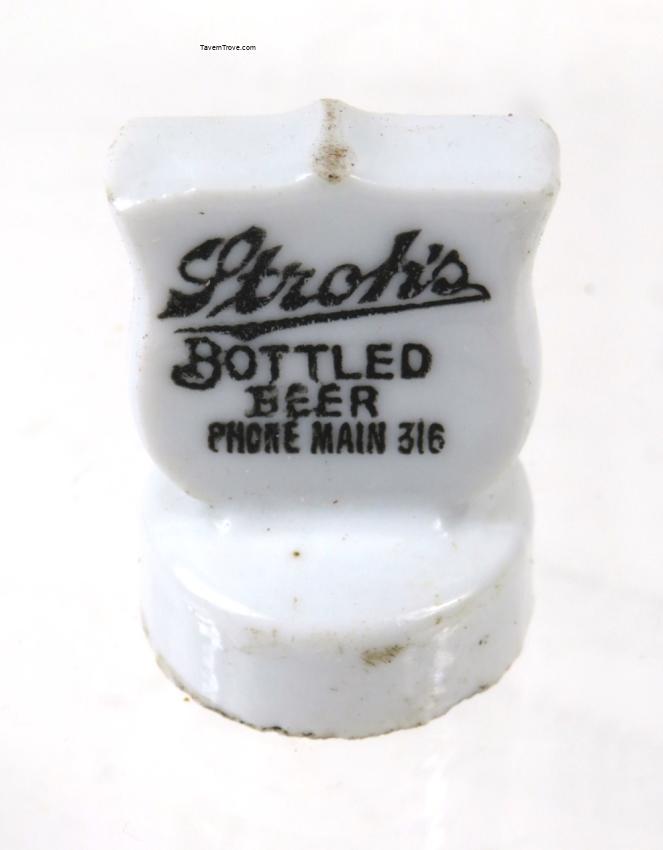 TavernTrove.com
Stroh's
BOTTLED
BEER
PHONE MAIN 316